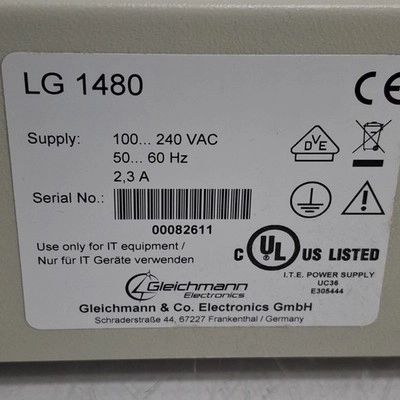 LG 1480
CE
Supply: 100... 240 VAC
50... 60 Hz
2,3 A
DVE
Serial No.:
00082611
Use only for IT equipment /
Nur für IT Geräte verwenden
C UL US LISTED
I.T.E. POWER SUPPLY
UC36
E305444
Gleichmann
Electronics
Gleichmann & Co. Electronics GmbH
Schraderstraße 44, 67227 Frankenthal / Germany